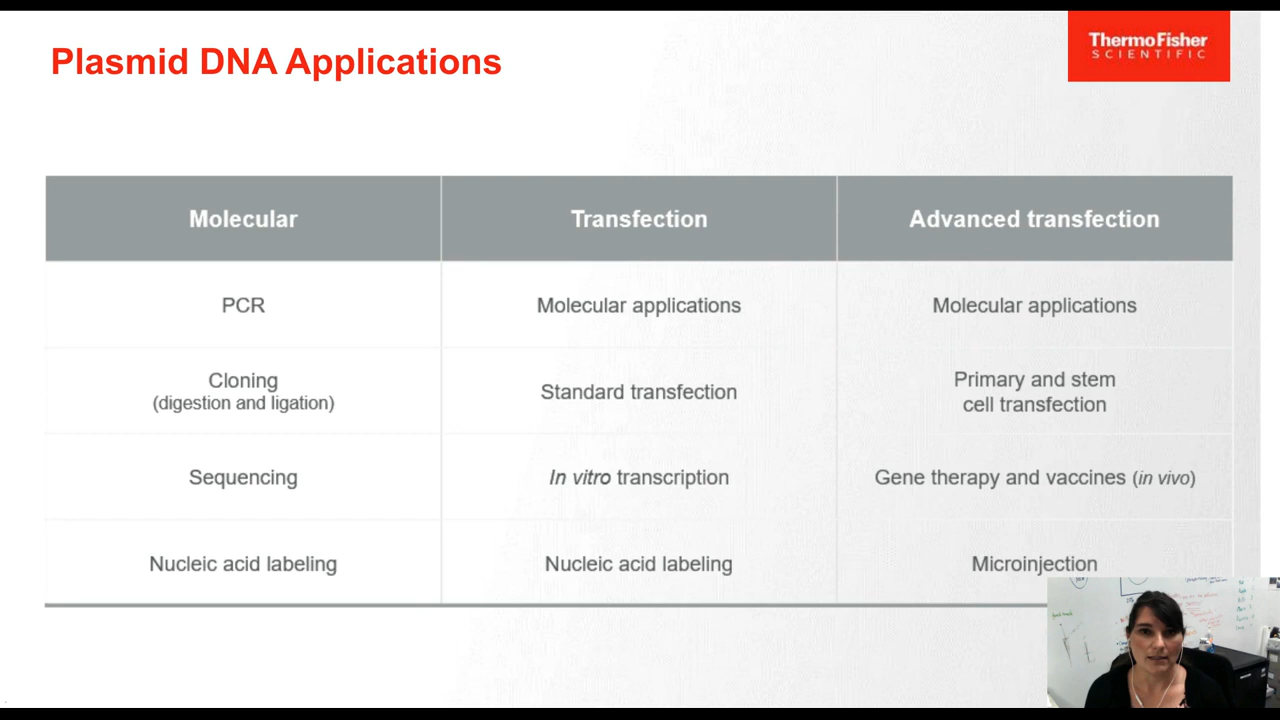 Plasmid DNA Applications
ThermoFisher
SCIENTIFIC
Molecular
Transfection
Advanced transfection
PCR
Molecular applications
Molecular applications
Cloning
(digestion and ligation)
Standard transfection
Primary and stem
cell transfection
Sequencing
In vitro transcription
Gene therapy and vaccines (in vivo)
Nucleic acid labeling
Nucleic acid labeling
Microinjection